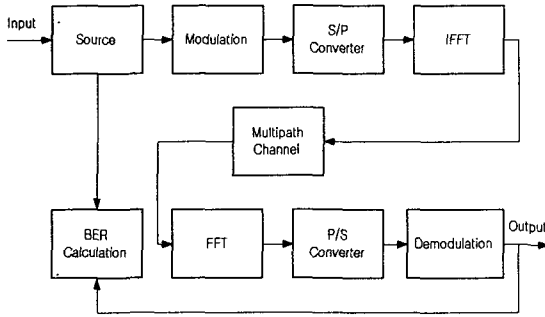 Input
Source
Modulation
S/P
Converter
IFFT
Multipath
Channel
BER
Calculation
FFT
P/S
Converter
Demodulation
Output